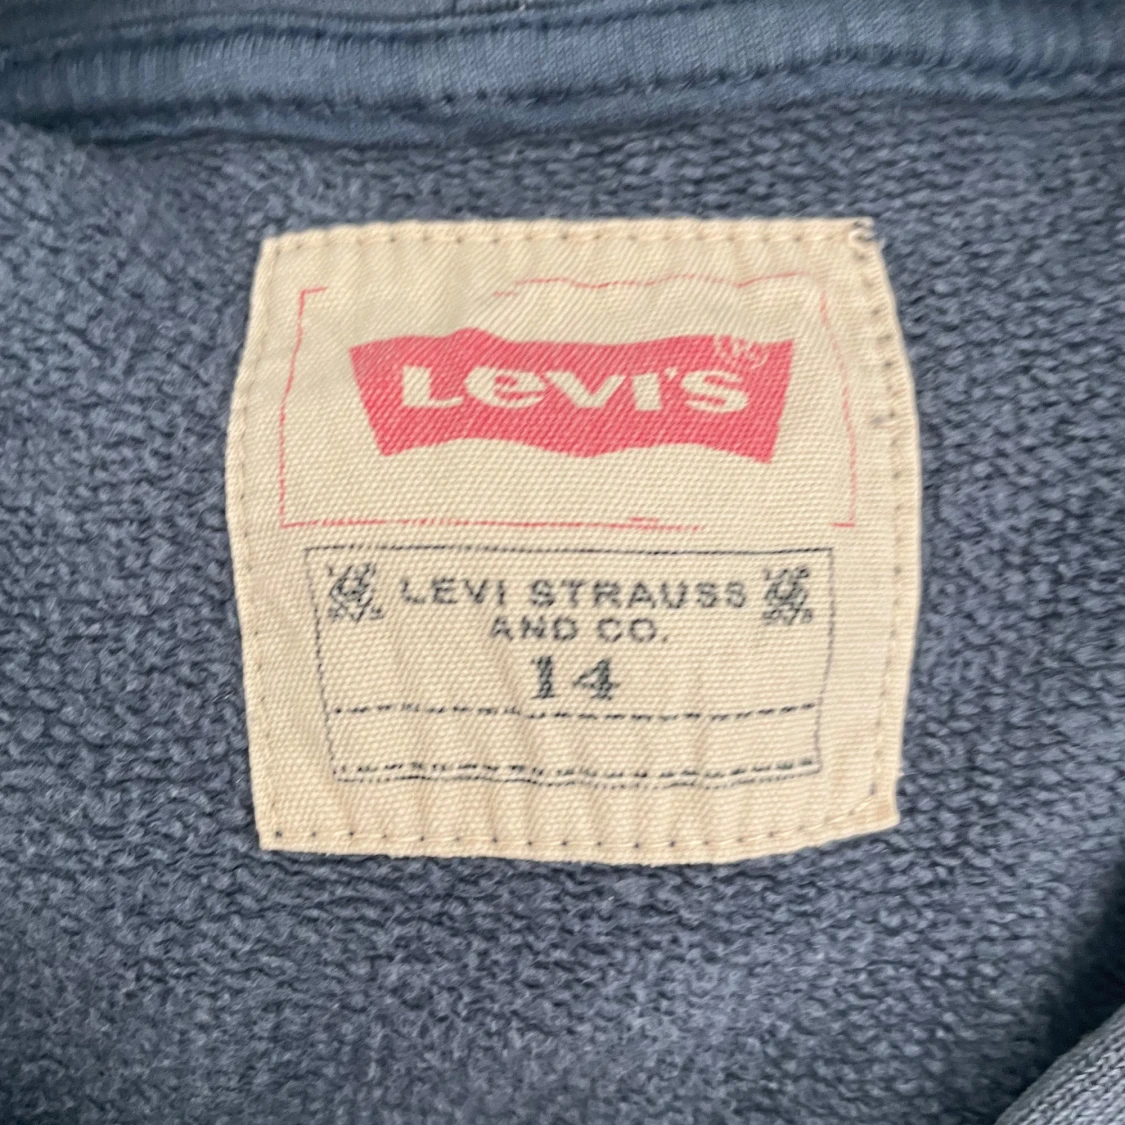 Levi's®
LEVI STRAUSS
AND CO.
14